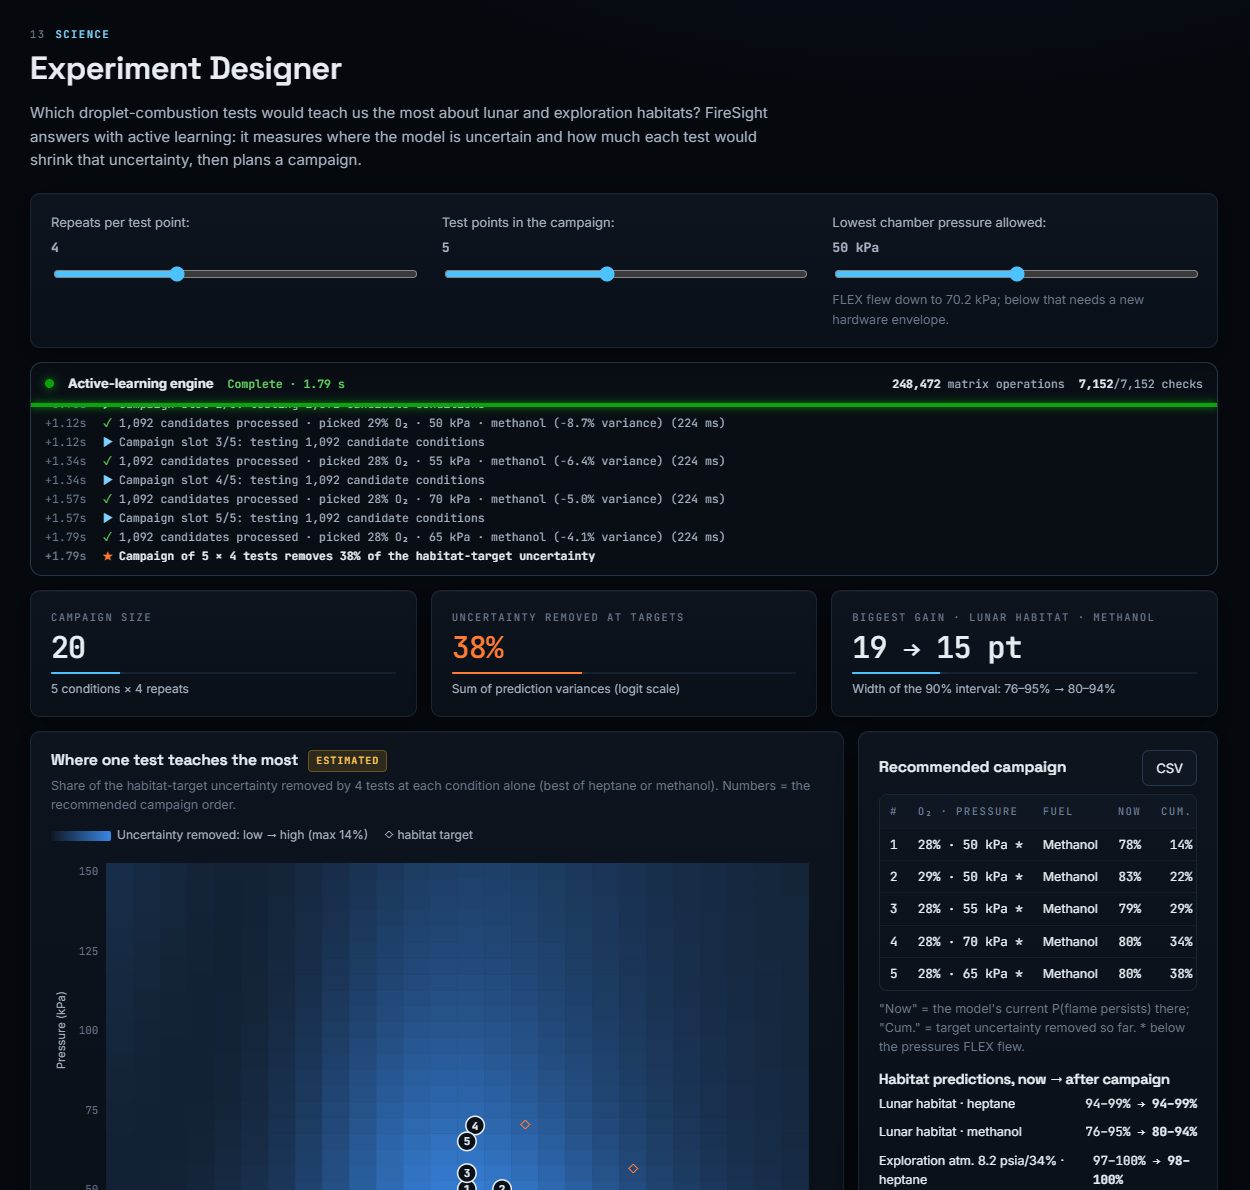 13 SCIENCE
Experiment Designer
Which droplet-combustion tests would teach us the most about lunar and exploration habitats? FireSight
answers with active learning: it measures where the model is uncertain and how much each test would
shrink that uncertainty, then plans a campaign.
Repeats per test point:
4
Test points in the campaign:
5
Lowest chamber pressure allowed:
50 kPa
FLEX flew down to 70.2 kPa; below that needs a new
hardware envelope.
Active-learning engine Complete · 1.79 s
248,472 matrix operations 7,152/7,152 checks
+1.12s ✓ 1,092 candidates processed · picked 29% O₂ · 50 kPa · methanol (-8.7% variance) (224 ms)
+1.12s ▶ Campaign slot 3/5: testing 1,092 candidate conditions
+1.34s ✓ 1,092 candidates processed · picked 28% O₂ · 55 kPa · methanol (-6.4% variance) (224 ms)
+1.34s ▶ Campaign slot 4/5: testing 1,092 candidate conditions
+1.57s ✓ 1,092 candidates processed · picked 28% O₂ · 70 kPa · methanol (-5.0% variance) (224 ms)
+1.57s ▶ Campaign slot 5/5: testing 1,092 candidate conditions
+1.79s ✓ 1,092 candidates processed · picked 28% O₂ · 65 kPa · methanol (-4.1% variance) (224 ms)
+1.79s ★ Campaign of 5 × 4 tests removes 38% of the habitat-target uncertainty
CAMPAIGN SIZE
20
5 conditions × 4 repeats
UNCERTAINTY REMOVED AT TARGETS
38%
Sum of prediction variances (logit scale)
BIGGEST GAIN · LUNAR HABITAT · METHANOL
19 → 15 pt
Width of the 90% interval: 76–95% → 80–94%
Where one test teaches the most ESTIMATED
Share of the habitat-target uncertainty removed by 4 tests at each condition alone (best of heptane or methanol). Numbers = the
recommended campaign order.
Uncertainty removed: low → high (max 14%) ◇ habitat target
150
125
100
75
50
Pressure (kPa)
4
5
3
1
2
Recommended campaign
CSV
# O₂ · PRESSURE FUEL NOW CUM.
1 28% · 50 kPa * Methanol 78% 14%
2 29% · 50 kPa * Methanol 83% 22%
3 28% · 55 kPa * Methanol 79% 29%
4 28% · 70 kPa * Methanol 80% 34%
5 28% · 65 kPa * Methanol 80% 38%
"Now" = the model's current P(flame persists) there;
"Cum." = target uncertainty removed so far. * below
the pressures FLEX flew.
Habitat predictions, now → after campaign
Lunar habitat · heptane 94–99% → 94–99%
Lunar habitat · methanol 76–95% → 80–94%
Exploration atm. 8.2 psia/34% · 97–100% → 98–
heptane 100%